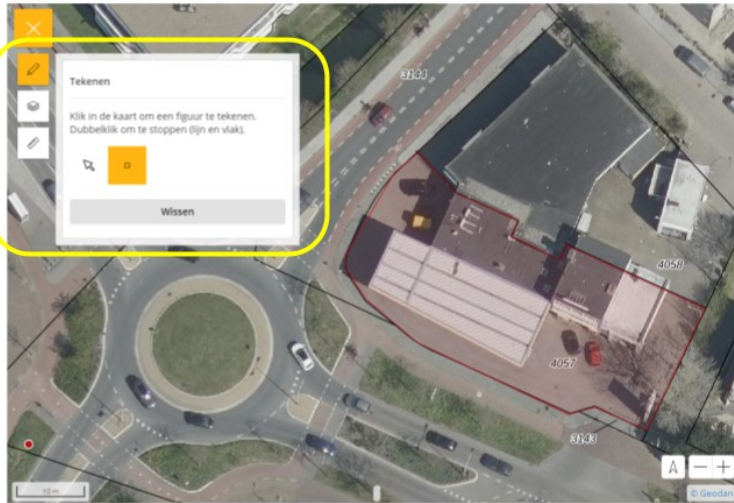 Tekenen
Klik in de kaart om een figuur te tekenen.
Dubbelklik om te stoppen (lijn en vlak).
Wissen
3144
4058
4057
3143
10 m
A
© Geodan